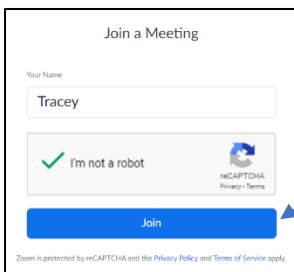 Join a Meeting
Your Name
Tracey
I'm not a robot
reCAPTCHA
Privacy - Terms
Join
Zoom is protected by reCAPTCHA and the Privacy Policy and Terms of Service apply.